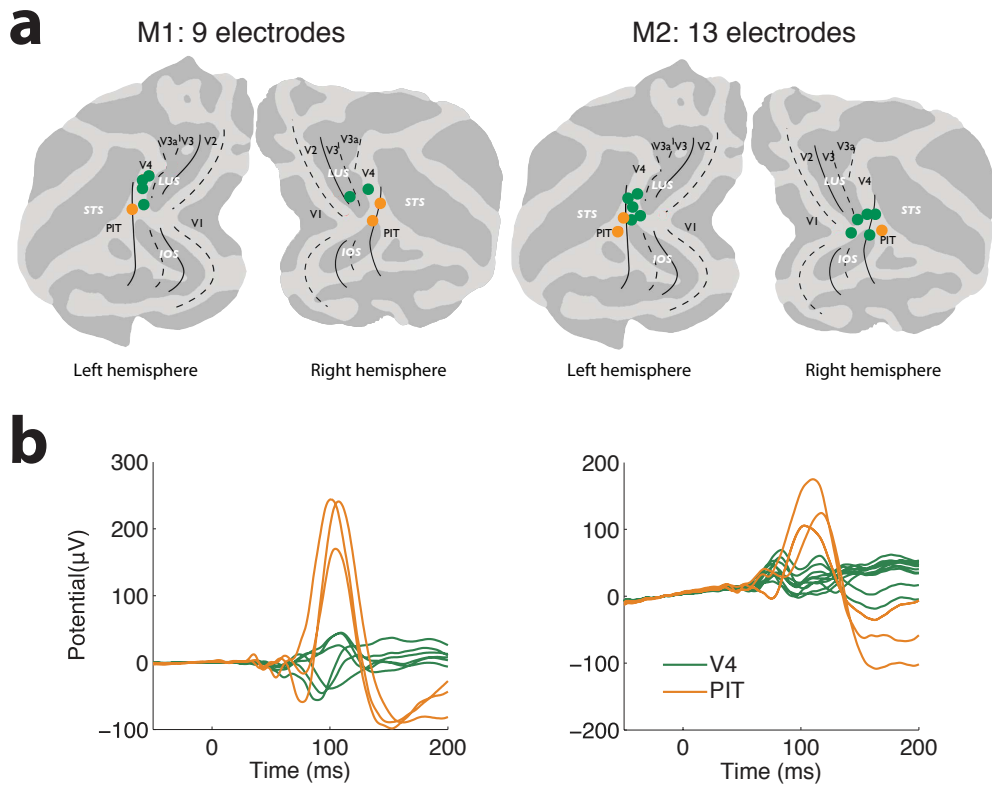 a
M1: 9 electrodes
M2: 13 electrodes
V3a V3 V2
V4
LUS
STS
V1
PIT
IOS
V3a
V2 V3
LUS V4
V1
STS
PIT
IOS
V3a V3 V2
V4
LUS
STS
V1
PIT
IOS
V3a
V2 V3
LUS V4
V1
STS
PIT
IOS
Left hemisphere
Right hemisphere
Left hemisphere
Right hemisphere
b
300
200
100
0
−100
Potential(μV)
0 100 200
Time (ms)
200
100
0
−100
−200
V4
PIT
0 100 200
Time (ms)